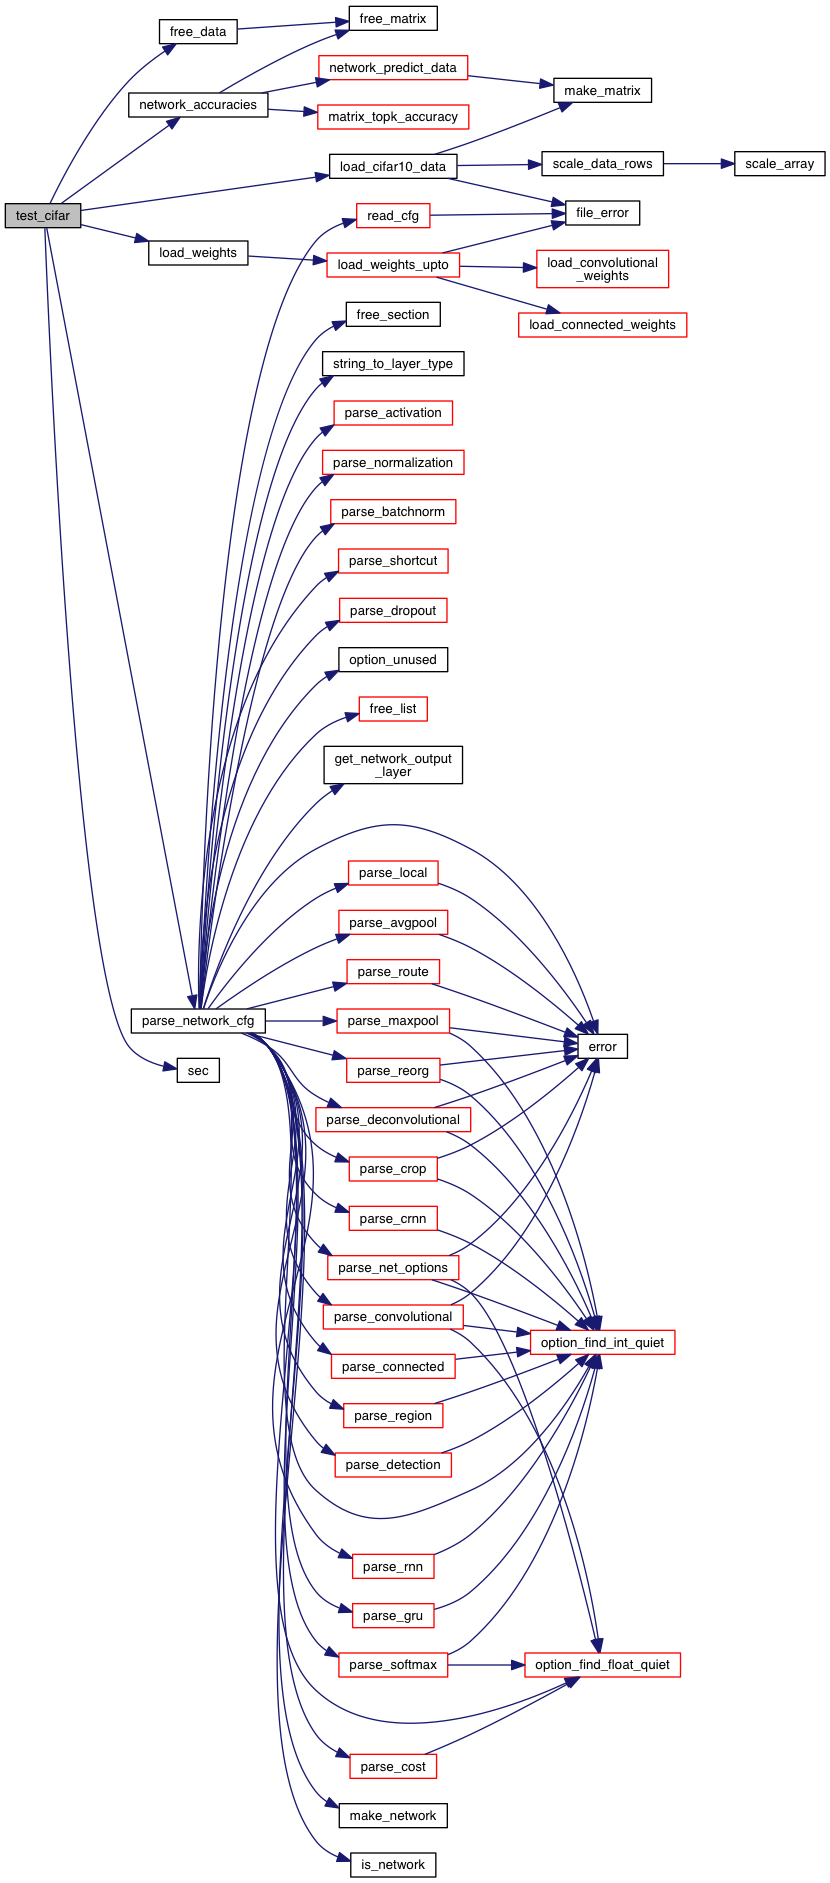 free_data
free_matrix
network_predict_data
make_matrix
network_accuracies
matrix_topk_accuracy
load_cifar10_data
scale_data_rows
scale_array
test_cifar
read_cfg
file_error
load_weights
load_weights_upto
load_convolutional
_weights
load_connected_weights
free_section
string_to_layer_type
parse_activation
parse_normalization
parse_batchnorm
parse_shortcut
parse_dropout
option_unused
free_list
get_network_output
_layer
parse_local
parse_avgpool
parse_route
parse_network_cfg
parse_maxpool
error
sec
parse_reorg
parse_deconvolutional
parse_crop
parse_crnn
parse_net_options
parse_convolutional
option_find_int_quiet
parse_connected
parse_region
parse_detection
parse_rnn
parse_gru
parse_softmax
option_find_float_quiet
parse_cost
make_network
is_network